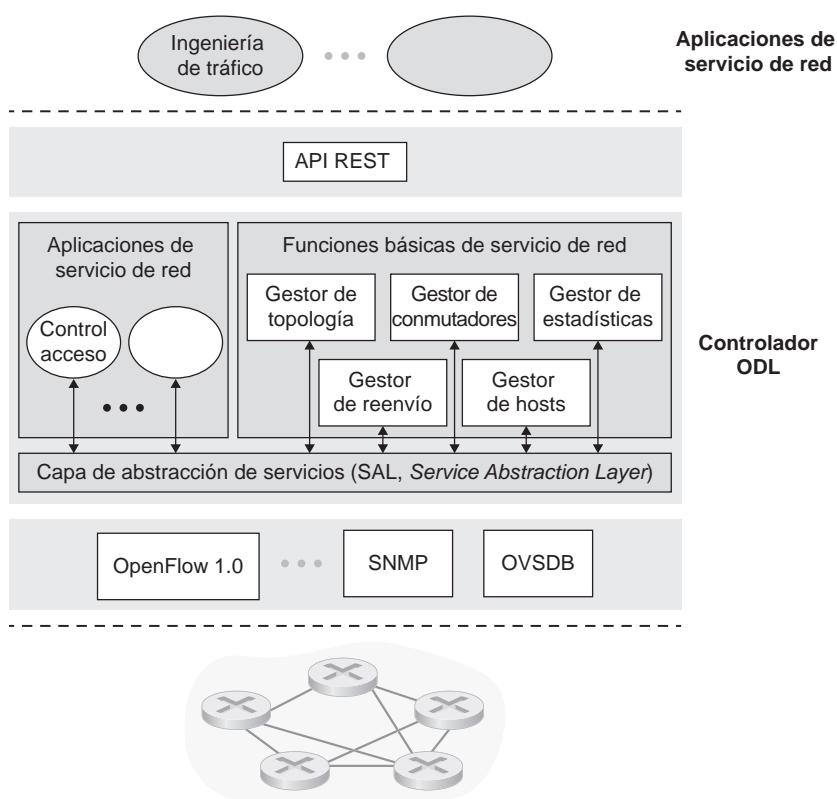 Ingeniería
de tráfico
Aplicaciones de
servicio de red
API REST
Aplicaciones de
servicio de red
Control
acceso
Funciones básicas de servicio de red
Gestor de
topología
Gestor de
conmutadores
Gestor de
estadísticas
Gestor
de reenvío
Gestor
de hosts
Controlador
ODL
Capa de abstracción de servicios (SAL, Service Abstraction Layer)
OpenFlow 1.0
SNMP
OVSDB